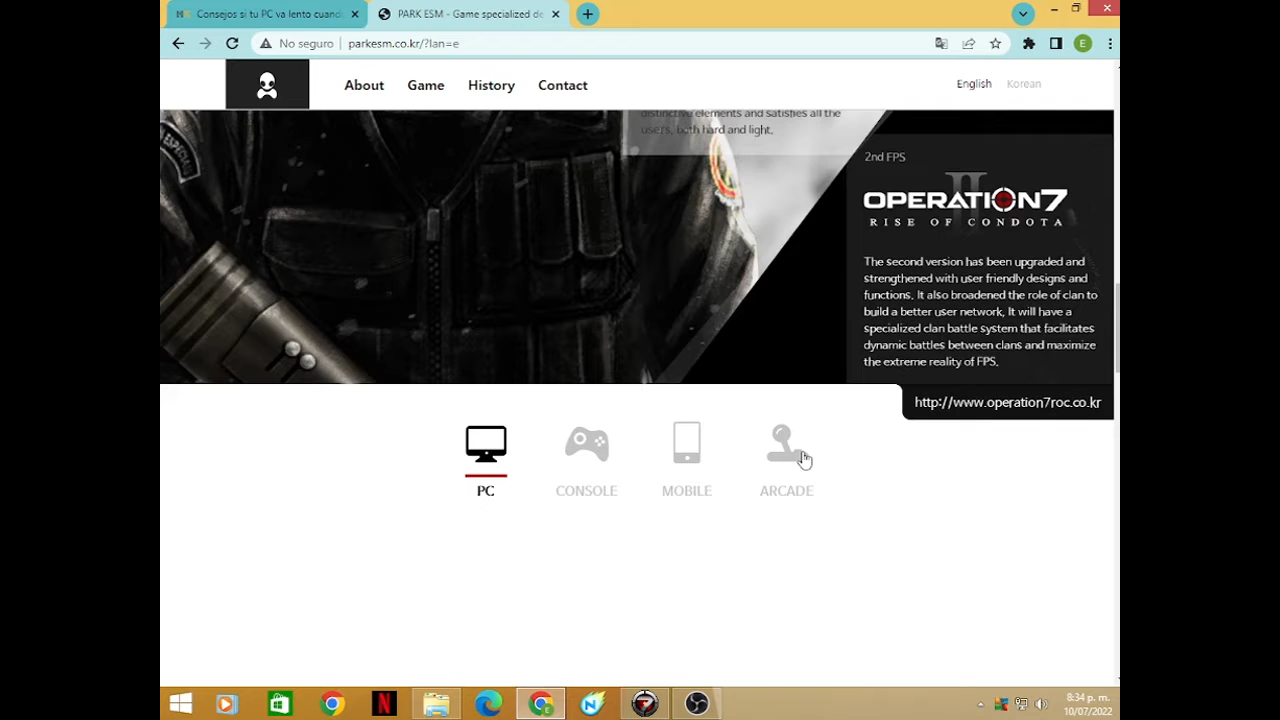 Consejos si tu PC va lento cuand
PARK ESM - Game specialized de
No seguro
parkesm.co.kr/?lan=e
E
About
Game
History
Contact
English
Korean
distinctive elements and satisfies all the
users, both hard and light.
ESPECIAL
2nd FPS
II
OPERATION7
RISE OF CONDOTA
The second version has been upgraded and
strengthened with user friendly designs and
functions. It also broadened the role of clan to
build a better user network. It will have a
specialized clan battle system that facilitates
dynamic battles between clans and maximize
the extreme reality of FPS.
http://www.operation7roc.co.kr
PC
CONSOLE
MOBILE
ARCADE
8:34 p. m.
10/07/2022